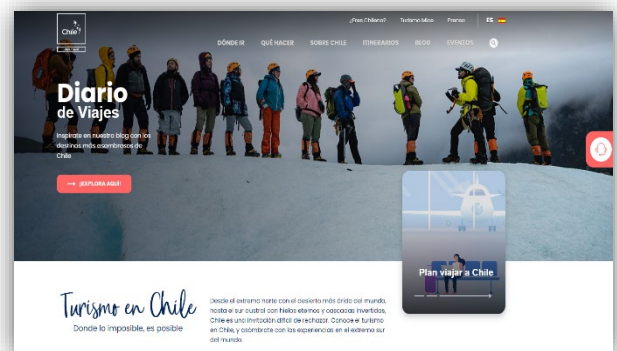 ¿Eres Chileno? Turismo Mice Prensa ES
Chile
DÓNDE IR QUÉ HACER SOBRE CHILE ITINERARIOS BLOG EVENTOS
Diario
de Viajes
Inspírate en nuestro blog con los
destinos más asombrosos de
Chile
→ ¡EXPLORA AQUÍ!
Plan viajar a Chile
Turismo en Chile
Donde lo imposible, es posible
Desde el extremo norte con el desierto más árido del mundo,
hasta el sur austral con hielos eternos y cascadas invertidas,
Chile es una invitación difícil de rechazar. Conoce el turismo
en Chile, y asómbrate con las experiencias en el extremo sur
del mundo.